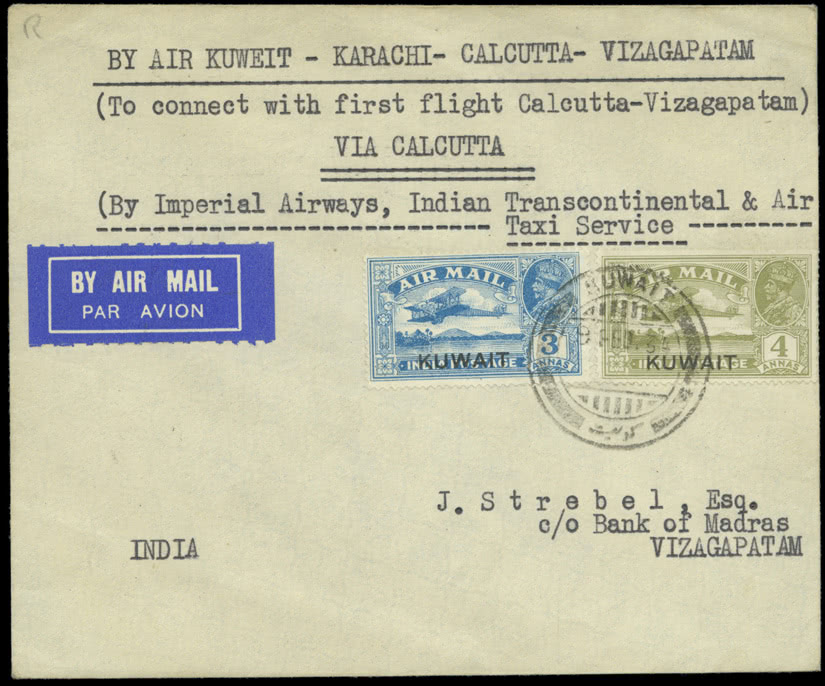 R
BY AIR KUWEIT - KARACHI- CALCUTTA- VIZAGAPATAM
(To connect with first flight Calcutta-Vizagapatam)
VIA CALCUTTA
(By Imperial Airways, Indian Transcontinental & Air
Taxi Service
BY AIR MAIL
PAR AVION
AIR MAIL
3
ANNAS
KUWAIT
AIR MAIL
4
ANNAS
KUWAIT
KUWAIT
J. Strebel, Esq.
c/o Bank of Madras
VIZAGAPATAM
INDIA